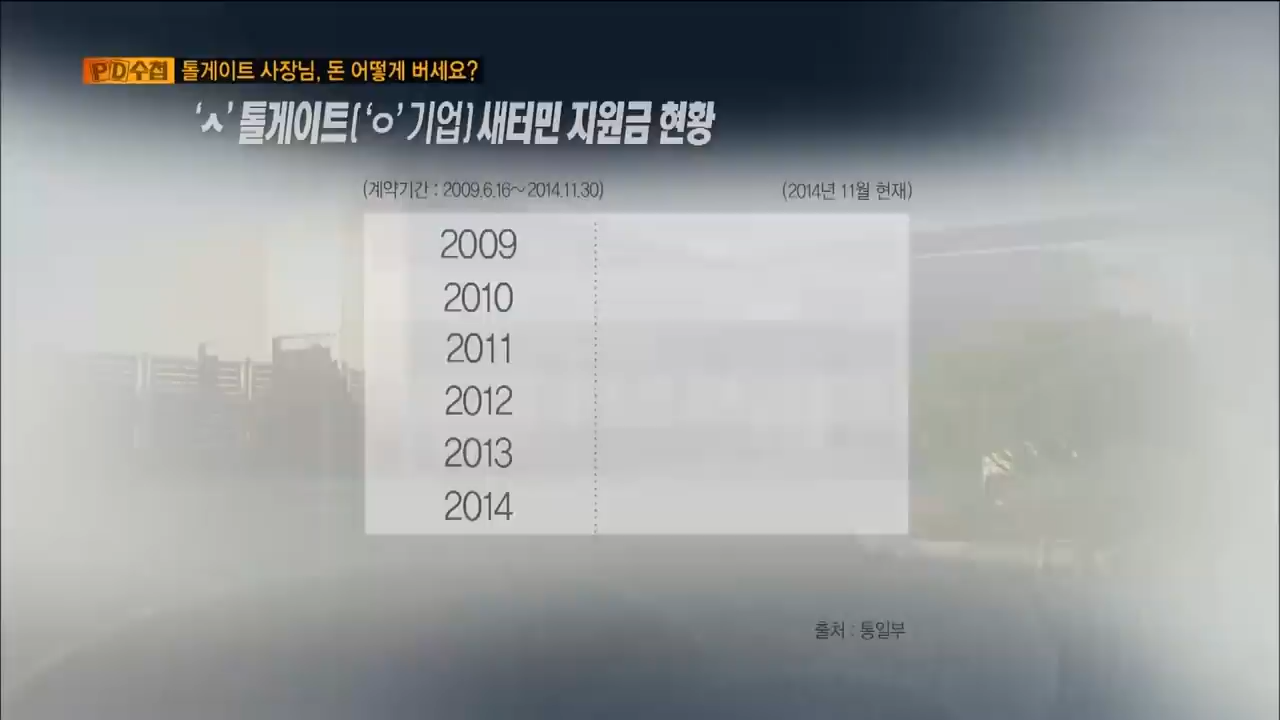 PD수첩 톨게이트 사장님, 돈 어떻게 버세요?
‘ㅅ’ 톨게이트(‘ㅇ’ 기업) 새터민 지원금 현황
(계약기간 : 2009.6.16~2014.11.30) (2014년 11월 현재)
2009
2010
2011
2012
2013
2014
출처 : 통일부